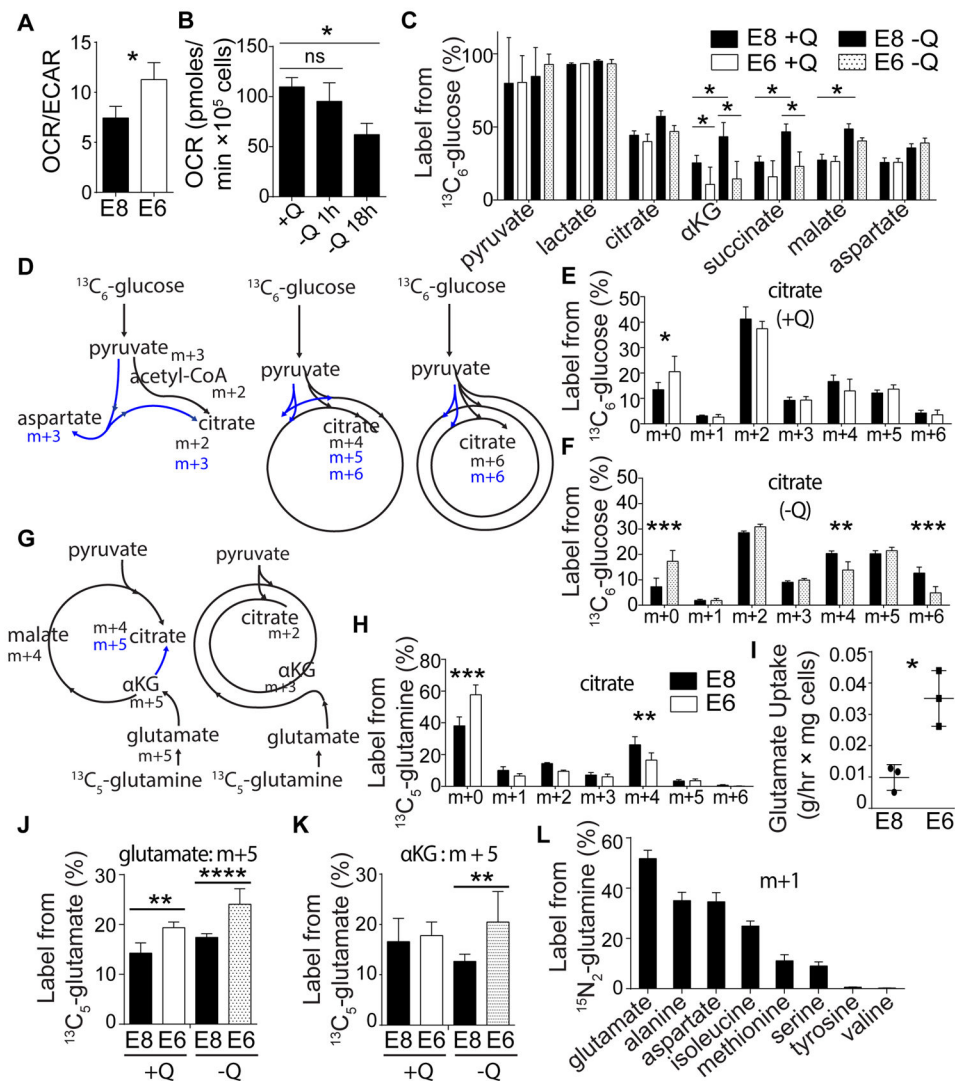 A
OCR/ECAR
15
10
5
0
*
E8
E6
B
OCR (pmoles/
min ×10⁵ cells)
150
100
50
0
*
ns
+Q
-Q 1h
-Q 18h
C
Label from
¹³C₆-glucose (%)
100
50
0
E8 +Q
E8 -Q
E6 +Q
E6 -Q
* * *
* * *
*
pyruvate
lactate
citrate
αKG
succinate
malate
aspartate
D
¹³C₆-glucose
pyruvate
m+3
acetyl-CoA
m+2
aspartate
m+3
citrate
m+2
m+3
¹³C₆-glucose
pyruvate
citrate
m+4
m+5
m+6
¹³C₆-glucose
pyruvate
citrate
m+6
m+6
E
Label from
¹³C₆-glucose (%)
50
40
30
20
10
0
citrate
(+Q)
*
m+0 m+1 m+2 m+3 m+4 m+5 m+6
F
Label from
¹³C₆-glucose (%)
50
40
30
20
10
0
citrate
(-Q)
*** ** ***
m+0 m+1 m+2 m+3 m+4 m+5 m+6
G
pyruvate
malate
m+4
m+4
citrate
m+5
αKG
m+5
glutamate
m+5
¹³C₅-glutamine
pyruvate
citrate
m+2
αKG
m+3
glutamate
¹³C₅-glutamine
H
Label from
¹³C₅-glutamine (%)
80
60
40
20
0
citrate
E8
E6
*** **
m+0 m+1 m+2 m+3 m+4 m+5 m+6
I
Glutamate Uptake
(g/hr × mg cells)
0.05
0.04
0.03
0.02
0.01
0.00
*
E8 E6
J
Label from
¹³C₅-glutamate (%)
30
20
10
0
glutamate: m+5
** ****
E8 E6 E8 E6
+Q -Q
K
Label from
¹³C₅-glutamate (%)
30
20
10
0
αKG : m + 5
**
E8 E6 E8 E6
+Q -Q
L
Label from
¹⁵N₂-glutamine (%)
60
40
20
0
m+1
glutamate
alanine
aspartate
isoleucine
methionine
serine
tyrosine
valine